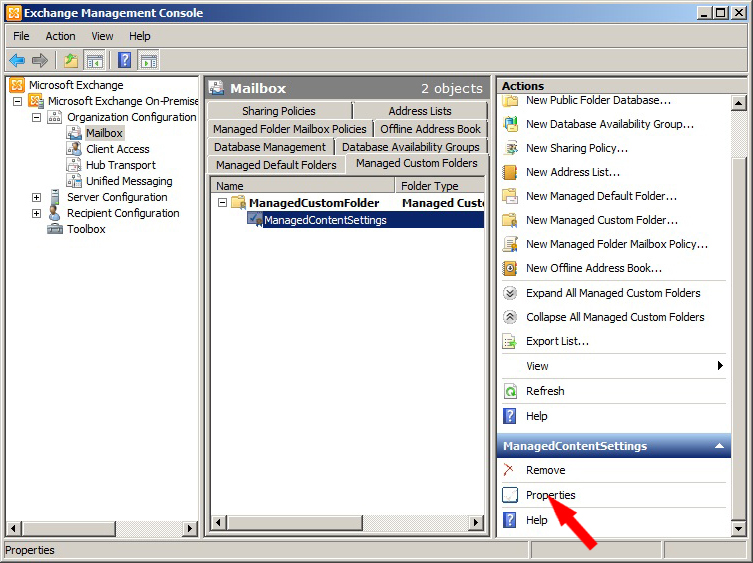 Exchange Management Console
File Action View Help
Microsoft Exchange
Microsoft Exchange On-Premise
Organization Configuration
Mailbox
Client Access
Hub Transport
Unified Messaging
Server Configuration
Recipient Configuration
Toolbox
Mailbox 2 objects
Sharing Policies Address Lists
Managed Folder Mailbox Policies Offline Address Book
Database Management Database Availability Groups
Managed Default Folders Managed Custom Folders
Name Folder Type
ManagedCustomFolder Managed Custo
ManagedContentSettings
Actions
New Public Folder Database...
New Database Availability Group...
New Sharing Policy...
New Address List...
New Managed Default Folder...
New Managed Custom Folder...
New Managed Folder Mailbox Policy...
New Offline Address Book...
Expand All Managed Custom Folders
Collapse All Managed Custom Folders
Export List...
View
Refresh
Help
ManagedContentSettings
Remove
Properties
Help
Properties